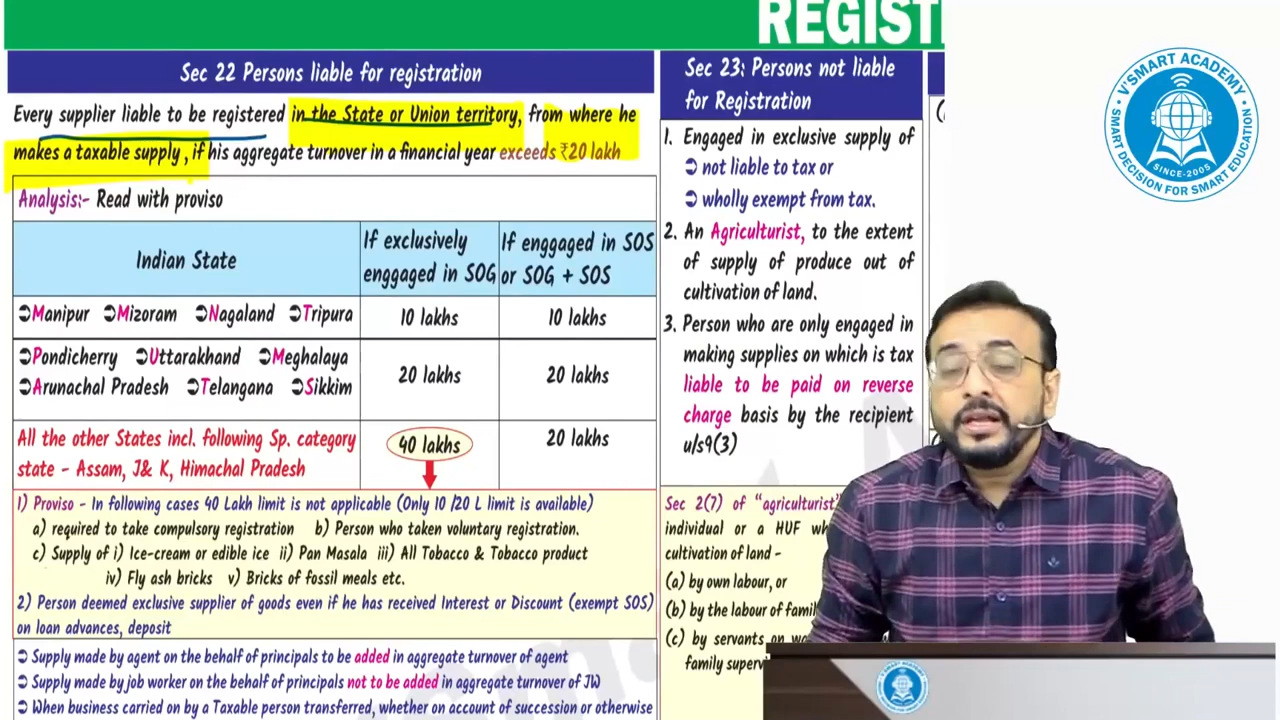 REGIST
Sec 22 Persons liable for registration
Every supplier liable to be registered in the State or Union territory, from where he
makes a taxable supply, if his aggregate turnover in a financial year exceeds ₹20 lakh
Analysis:- Read with proviso
Indian State
If exclusively
enggaged in SOG
If enggaged in SOS
or SOG + SOS
➲Manipur ➲Mizoram ➲Nagaland ➲Tripura
10 lakhs
10 lakhs
➲Pondicherry ➲Uttarakhand ➲Meghalaya
➲Arunachal Pradesh ➲Telangana ➲Sikkim
20 lakhs
20 lakhs
All the other States incl. following Sp. category
state - Assam, J& K, Himachal Pradesh
40 lakhs
20 lakhs
1) Proviso - In following cases 40 Lakh limit is not applicable (Only 10 /20 L limit is available)
a) required to take compulsory registration b) Person who taken voluntary registration.
c) Supply of i) Ice-cream or edible ice ii) Pan Masala iii) All Tobacco & Tobacco product
iv) Fly ash bricks v) Bricks of fossil meals etc.
2) Person deemed exclusive supplier of goods even if he has received Interest or Discount (exempt SOS)
on loan advances, deposit
➲ Supply made by agent on the behalf of principals to be added in aggregate turnover of agent
➲ Supply made by job worker on the behalf of principals not to be added in aggregate turnover of JW
➲ When business carried on by a Taxable person transferred, whether on account of succession or otherwise
Sec 23: Persons not liable
for Registration
1. Engaged in exclusive supply of
➲ not liable to tax or
➲ wholly exempt from tax.
2. An Agriculturist, to the extent
of supply of produce out of
cultivation of land.
3. Person who are only engaged in
making supplies on which is tax
liable to be paid on reverse
charge basis by the recipient
u/s9(3)
Sec 2(7) of "agriculturist"
individual or a HUF wh
cultivation of land -
(a) by own labour, or
(b) by the labour of famil
(c) by servants on wa
family supervi
V'SMART ACADEMY
SINCE-2005
SMART DECISION FOR SMART EDUCATION